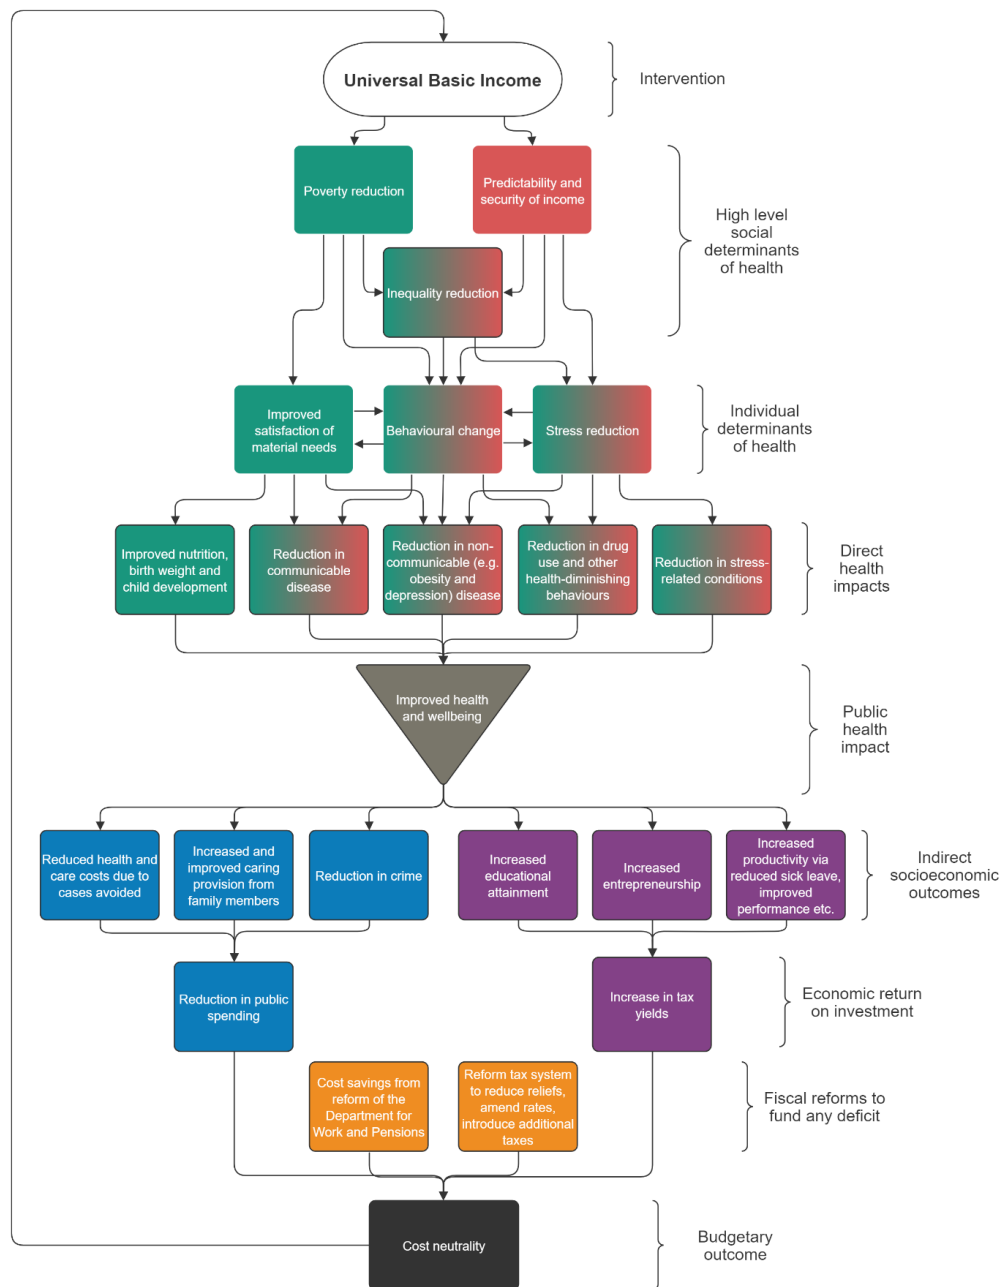 Universal Basic Income
Intervention
Poverty reduction
Predictability and
security of income
High level
social
determinants
of health
Inequality reduction
Improved
satisfaction of
material needs
Behavioural change
Stress reduction
Individual
determinants
of health
Improved nutrition,
birth weight and
child development
Reduction in
communicable
disease
Reduction in non-
communicable (e.g.
obesity and
depression) disease
Reduction in drug
use and other
health-diminishing
behaviours
Reduction in stress-
related conditions
Direct
health
impacts
Improved health
and wellbeing
Public
health
impact
Reduced health and
care costs due to
cases avoided
Increased and
improved caring
provision from
family members
Reduction in crime
Increased
educational
attainment
Increased
entrepreneurship
Increased
productivity via
reduced sick leave,
improved
performance etc.
Indirect
socioeconomic
outcomes
Reduction in public
spending
Increase in tax
yields
Economic return
on investment
Cost savings from
reform of the
Department for
Work and Pensions
Reform tax system
to reduce reliefs,
amend rates,
introduce additional
taxes
Fiscal reforms to
fund any deficit
Cost neutrality
Budgetary
outcome